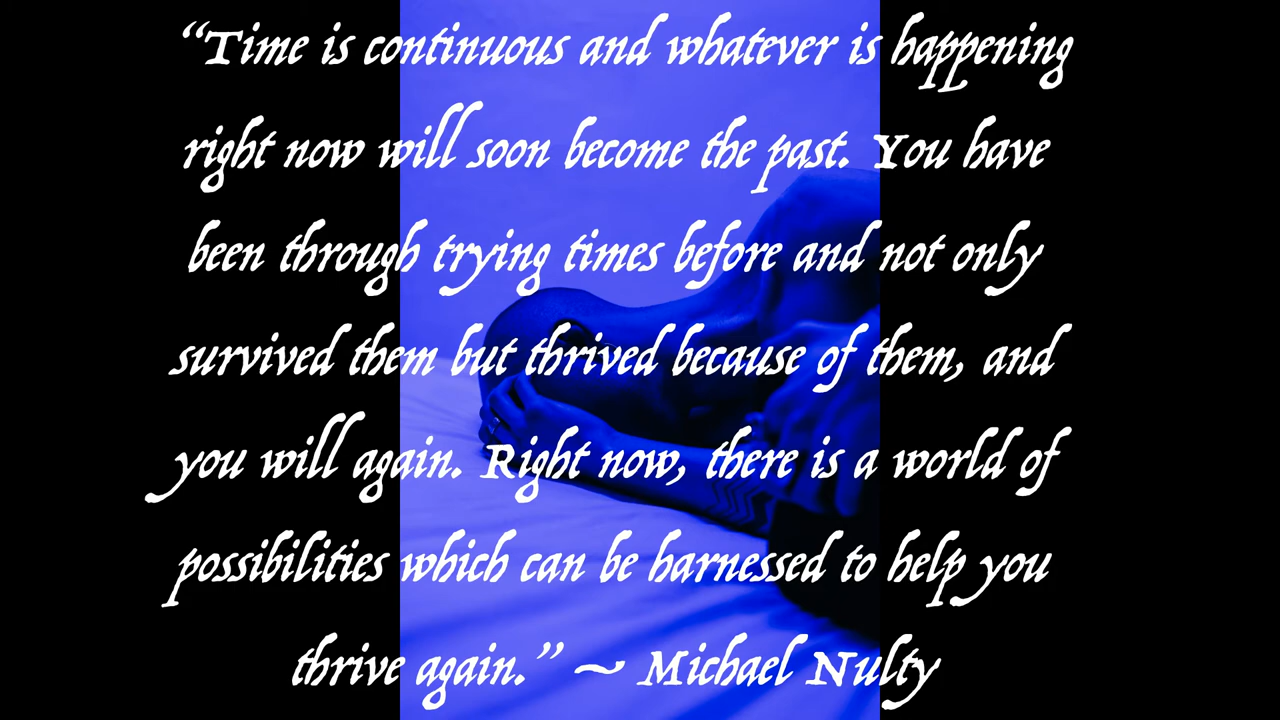 “Time is continuous and whatever is happening
right now will soon become the past. You have
been through trying times before and not only
survived them but thrived because of them, and
you will again. Right now, there is a world of
possibilities which can be harnessed to help you
thrive again.” ~ Michael Nulty